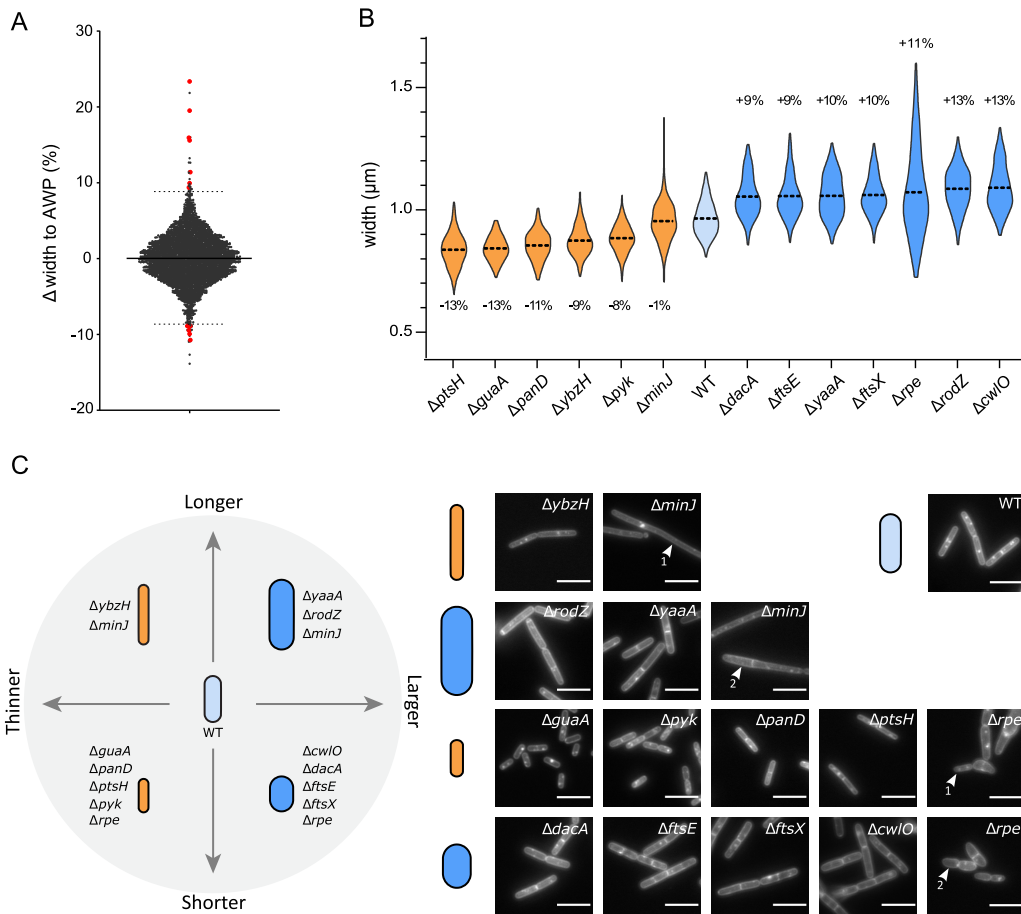 A
Δ width to AWP (%)
30
20
10
0
-10
-20
B
width (μm)
1.5
1.0
0.5
-13%
-13%
-11%
-9%
-8%
-1%
+9%
+9%
+10%
+10%
+11%
+13%
+13%
ΔptsH
ΔguaA
ΔpanD
ΔybzH
Δpyk
ΔminJ
WT
ΔdacA
ΔftsE
ΔyaaA
ΔftsX
Δrpe
ΔrodZ
ΔcwlO
C
Longer
Thinner
Larger
Shorter
ΔybzH
ΔminJ
ΔyaaA
ΔrodZ
ΔminJ
WT
ΔguaA
ΔpanD
ΔptsH
Δpyk
Δrpe
ΔcwlO
ΔdacA
ΔftsE
ΔftsX
Δrpe
ΔybzH
ΔminJ
1
WT
ΔrodZ
ΔyaaA
ΔminJ
2
ΔguaA
Δpyk
ΔpanD
ΔptsH
Δrpe
1
ΔdacA
ΔftsE
ΔftsX
ΔcwlO
Δrpe
2